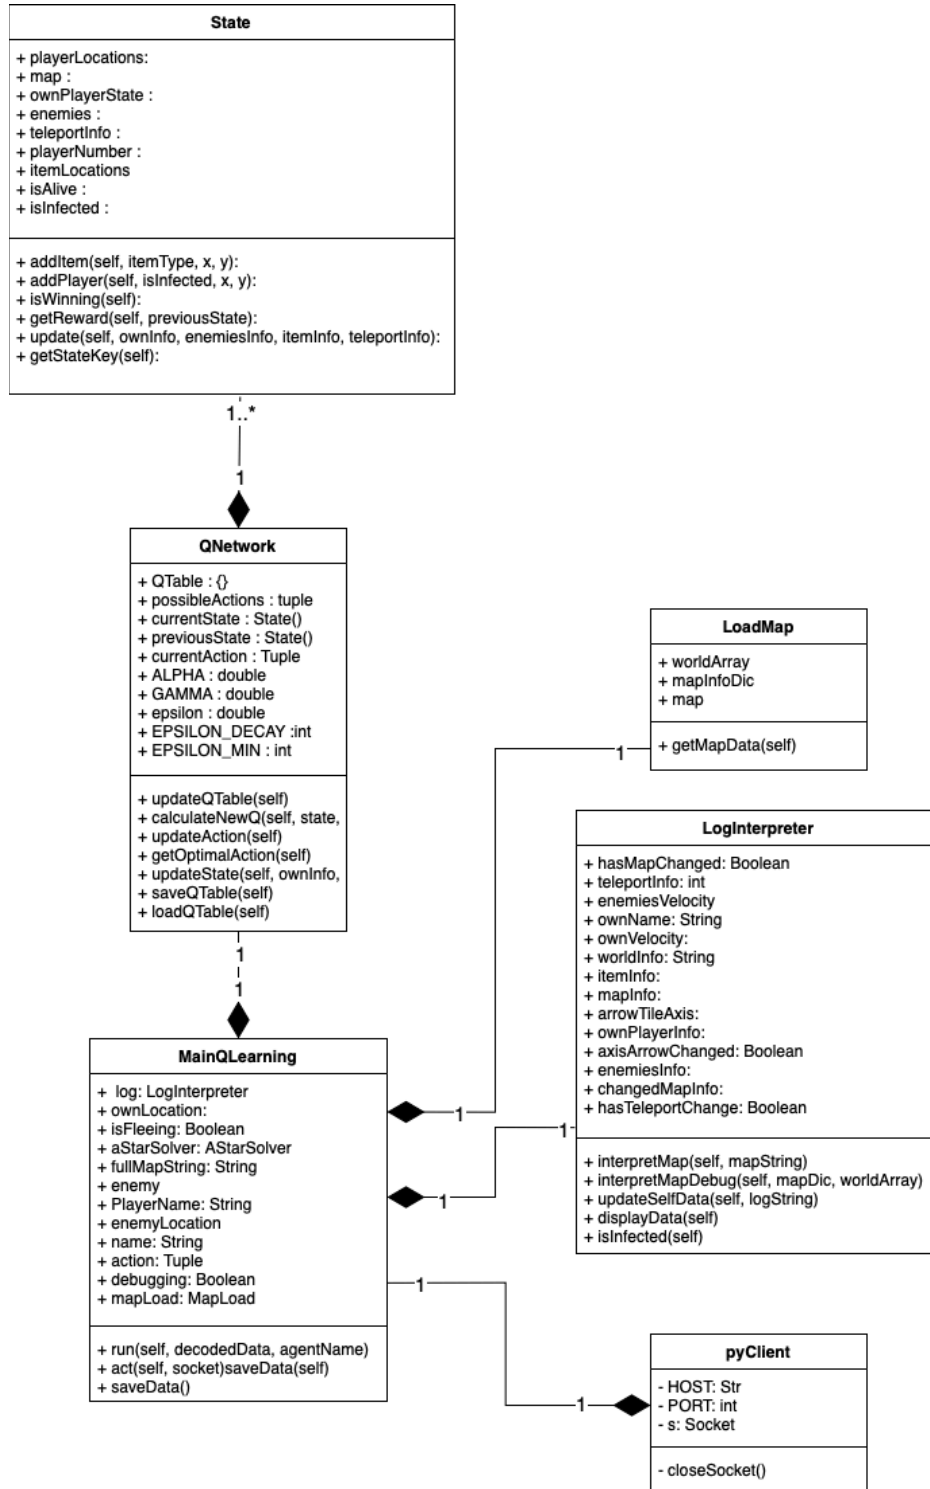 State
+ playerLocations:
+ map :
+ ownPlayerState :
+ enemies :
+ teleportInfo :
+ playerNumber :
+ itemLocations
+ isAlive :
+ isInfected :
+ addItem(self, itemType, x, y):
+ addPlayer(self, isInfected, x, y):
+ isWinning(self):
+ getReward(self, previousState):
+ update(self, ownInfo, enemiesInfo, itemInfo, teleportInfo):
+ getStateKey(self):
1..*
1
QNetwork
+ QTable : {}
+ possibleActions : tuple
+ currentState : State()
+ previousState : State()
+ currentAction : Tuple
+ ALPHA : double
+ GAMMA : double
+ epsilon : double
+ EPSILON_DECAY :int
+ EPSILON_MIN : int
+ updateQTable(self)
+ calculateNewQ(self, state,
+ updateAction(self)
+ getOptimalAction(self)
+ updateState(self, ownInfo,
+ saveQTable(self)
+ loadQTable(self)
1
1
LoadMap
+ worldArray
+ mapInfoDic
+ map
+ getMapData(self)
1
LogInterpreter
+ hasMapChanged: Boolean
+ teleportInfo: int
+ enemiesVelocity
+ ownName: String
+ ownVelocity:
+ worldInfo: String
+ itemInfo:
+ mapInfo:
+ arrowTileAxis:
+ ownPlayerInfo:
+ axisArrowChanged: Boolean
+ enemiesInfo:
+ changedMapInfo:
+ hasTeleportChange: Boolean
+ interpretMap(self, mapString)
+ interpretMapDebug(self, mapDic, worldArray)
+ updateSelfData(self, logString)
+ displayData(self)
+ isInfected(self)
1
MainQLearning
+ log: LogInterpreter
+ ownLocation:
+ isFleeing: Boolean
+ aStarSolver: AStarSolver
+ fullMapString: String
+ enemy
+ PlayerName: String
+ enemyLocation
+ name: String
+ action: Tuple
+ debugging: Boolean
+ mapLoad: MapLoad
+ run(self, decodedData, agentName)
+ act(self, socket)saveData(self)
+ saveData()
1
1
1
1
pyClient
- HOST: Str
- PORT: int
- s: Socket
- closeSocket()